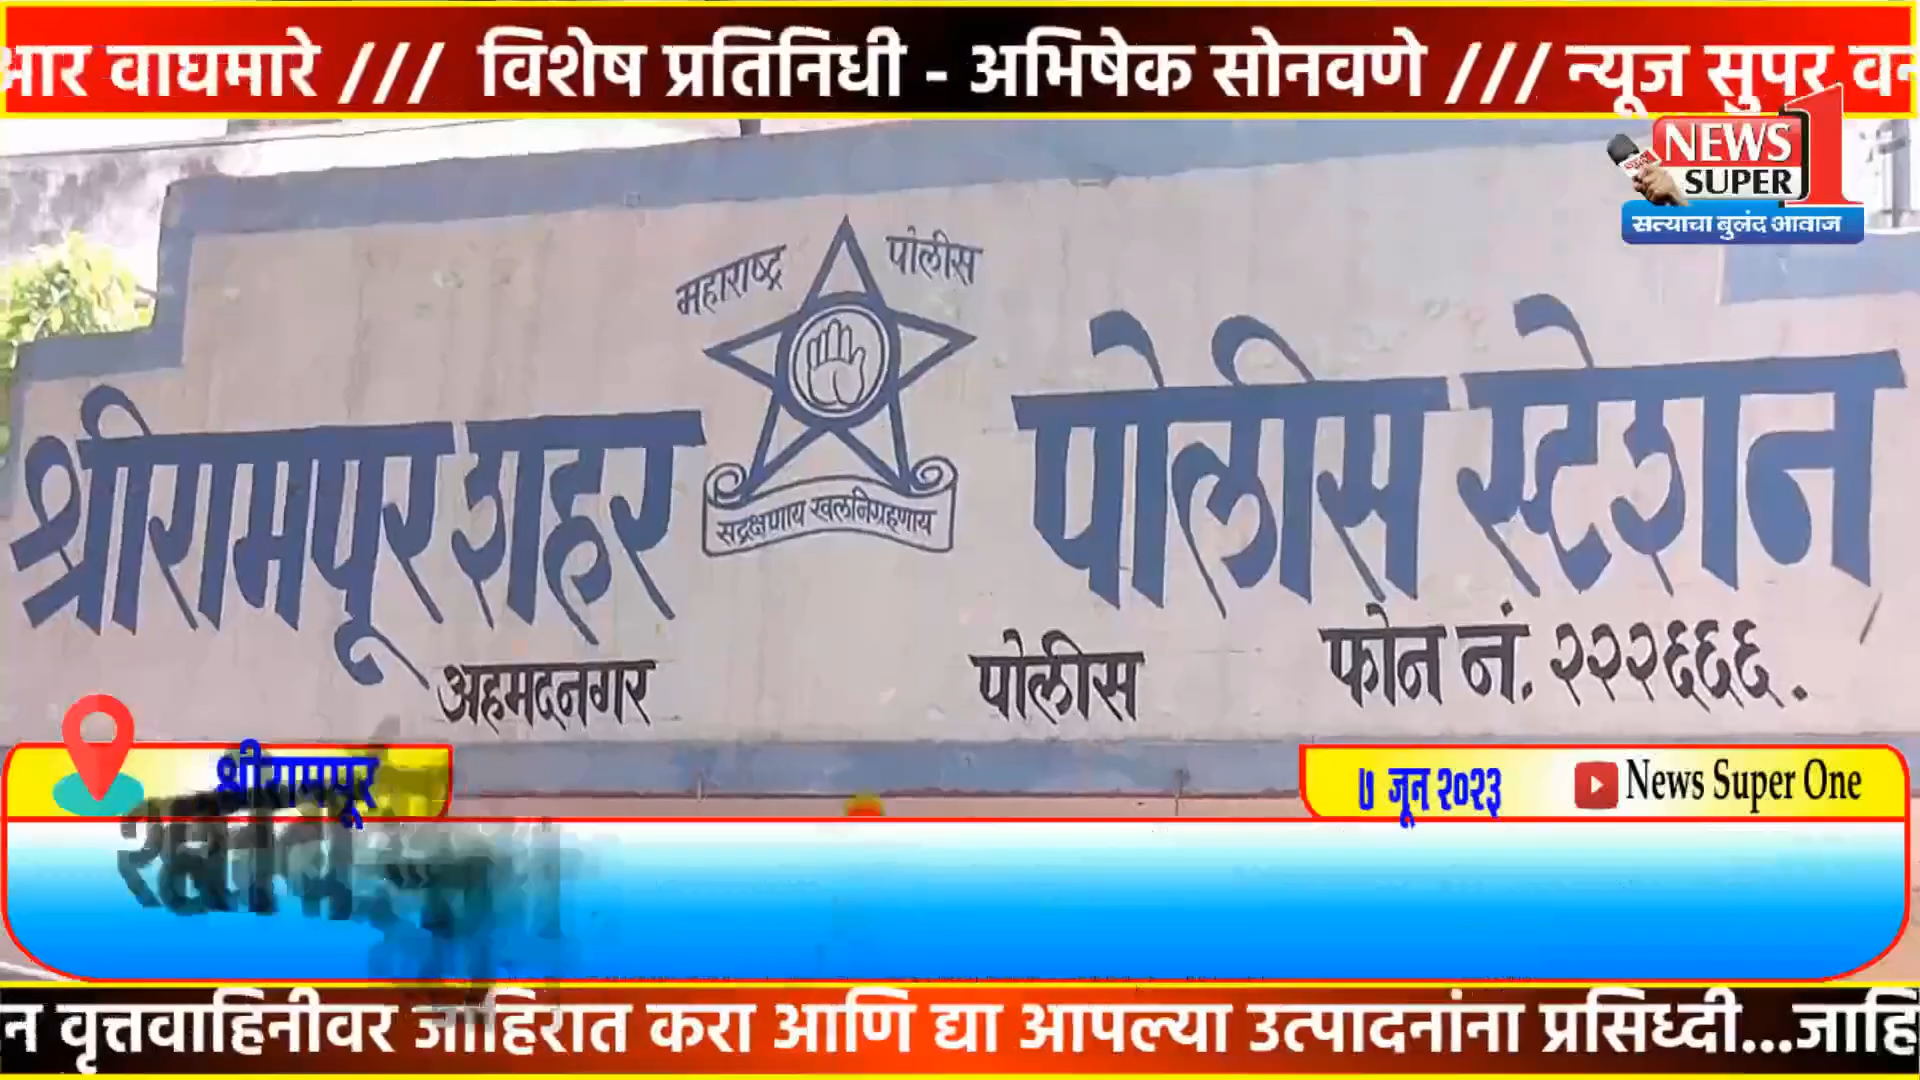 आर वाघमारे /// विशेष प्रतिनिधी - अभिषेक सोनवणे /// न्यूज सुपर वन
NEWS 1
SUPER
सत्याचा बुलंद आवाज
महाराष्ट्र पोलीस
श्रीरामपूर शहर पोलीस स्टेशन
सद्रक्षणाय खलनिग्रहणाय
अहमदनगर पोलीस फोन नं. २२२६६६.
श्रीरामपूर
७ जून २०२३ News Super One
न वृत्तवाहिनीवर जाहिरात करा आणि द्या आपल्या उत्पादनांना प्रसिध्दी...जाहि